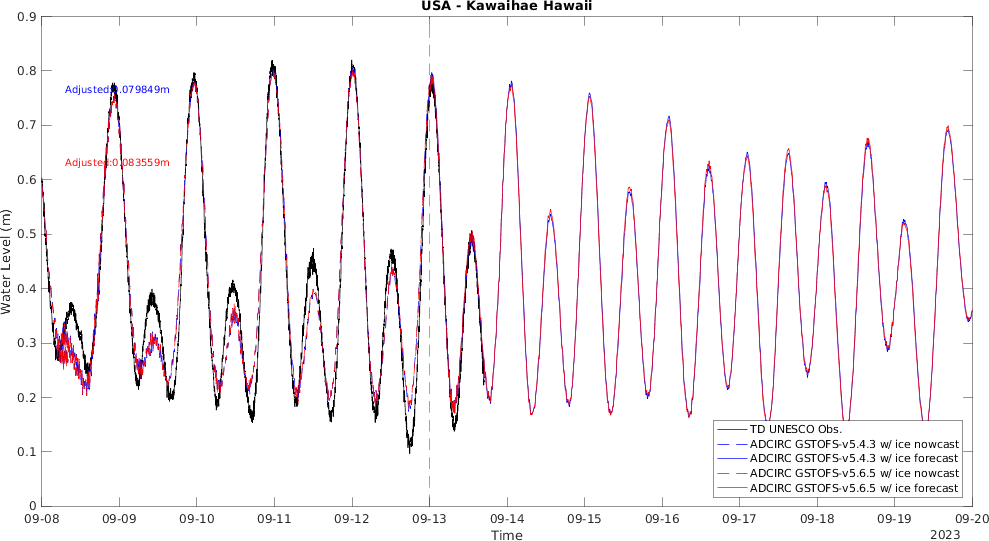 USA - Kawaihae Hawaii
0.9
0.8
0.7
0.6
0.5
0.4
0.3
0.2
0.1
0
Water Level (m)
Adjusted:0.079849m
Adjusted:0.083559m
TD UNESCO Obs.
ADCIRC GSTOFS-v5.4.3 w/ ice nowcast
ADCIRC GSTOFS-v5.4.3 w/ ice forecast
ADCIRC GSTOFS-v5.6.5 w/ ice nowcast
ADCIRC GSTOFS-v5.6.5 w/ ice forecast
09-08 09-09 09-10 09-11 09-12 09-13 09-14 09-15 09-16 09-17 09-18 09-19 09-20
Time
2023